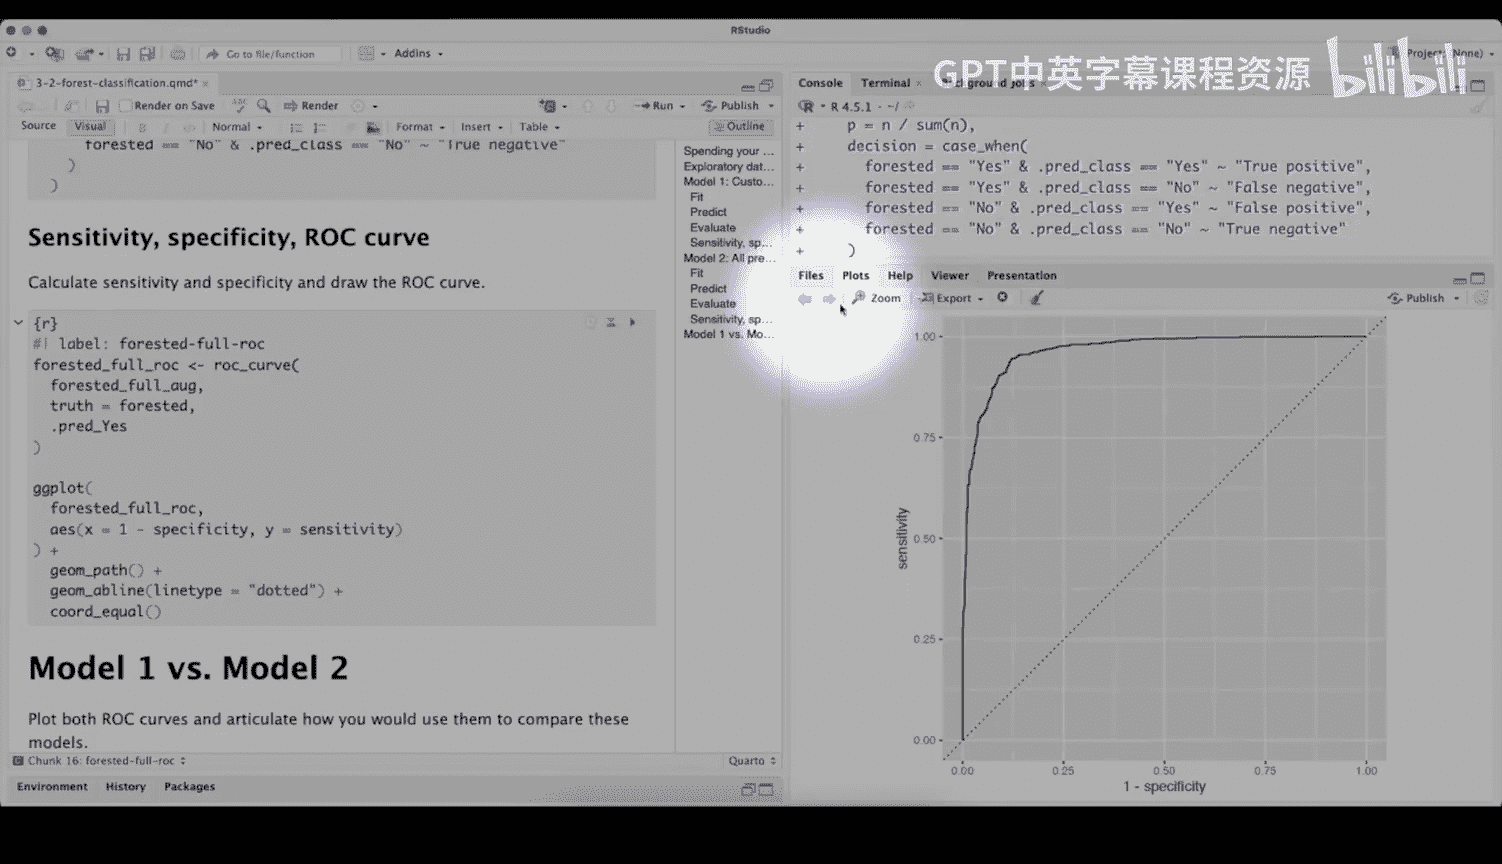 RStudio
Go to file/function
Addins
Project: (None)
GPT中英字幕课程资源 bilibili
3-2-forest-classification.qmd*
Render on Save
Render
Run
Publish
Source
Visual
Normal
Format
Insert
Table
Outline
forested == "No" & .pred_class == "No" ~ "True negative"
)
)
Sensitivity, specificity, ROC curve
Calculate sensitivity and specificity and draw the ROC curve.
{r}
#| label: forested-full-roc
forested_full_roc <- roc_curve(
forested_full_aug,
truth = forested,
.pred_Yes
)
ggplot(
forested_full_roc,
aes(x = 1 - specificity, y = sensitivity)
) +
geom_path() +
geom_abline(linetype = "dotted") +
coord_equal()
Model 1 vs. Model 2
Plot both ROC curves and articulate how you would use them to compare these
models.
Chunk 16: forested-full-roc
Quarto
Environment
History
Packages
Spending your ...
Exploratory dat...
Model 1: Custo...
Fit
Predict
Evaluate
Sensitivity, sp...
Model 2: All pre...
Fit
Predict
Evaluate
Sensitivity, sp...
Model 1 vs. Mo...
Console
Terminal
Background Jobs
R 4.5.1 · ~/
+ p = n / sum(n),
+ decision = case_when(
+ forested == "Yes" & .pred_class == "Yes" ~ "True positive",
+ forested == "Yes" & .pred_class == "No" ~ "False negative",
+ forested == "No" & .pred_class == "Yes" ~ "False positive",
+ forested == "No" & .pred_class == "No" ~ "True negative"
+ )
Files
Plots
Help
Viewer
Presentation
Zoom
Export
Publish
1.00
0.75
0.50
0.25
0.00
sensitivity
0.00
0.25
0.50
0.75
1.00
1 - specificity